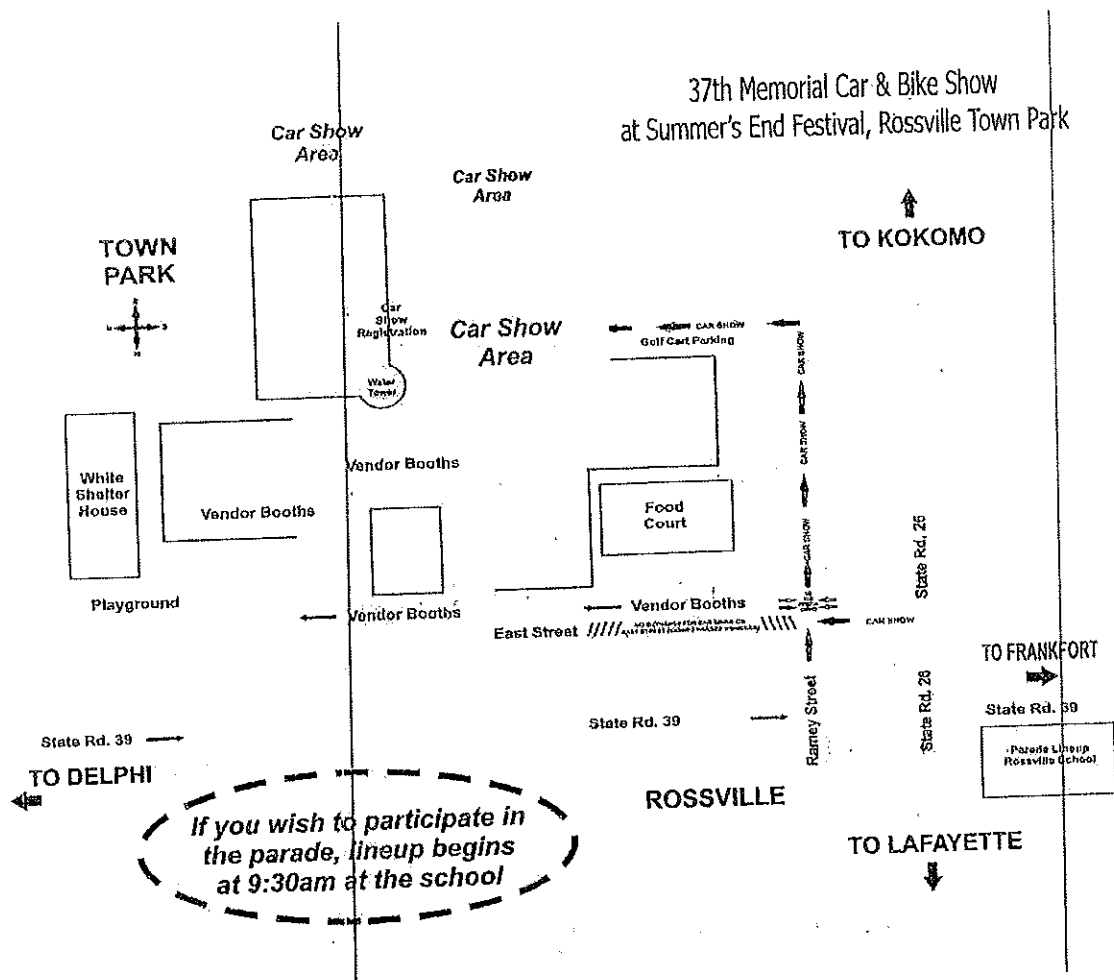 37th Memorial Car & Bike Show
at Summer's End Festival, Rossville Town Park
Car Show
Area
Car Show
Area
TO KOKOMO
TOWN
PARK
Car
Show
Registration
Car Show
Area
CAR SHOW
Golf Cart Parking
CAR SHOW
Water
Tower
CAR SHOW
White
Shelter
House
Vendor Booths
Vendor Booths
Food
Court
CAR SHOW
State Rd. 26
Playground
Vendor Booths
Vendor Booths
East Street
CAR SHOW
TO FRANKFORT
State Rd. 39
Ramey Street
State Rd. 26
State Rd. 39
State Rd. 39
Parade Lineup
Rossville School
TO DELPHI
ROSSVILLE
If you wish to participate in
the parade, lineup begins
at 9:30am at the school
TO LAFAYETTE